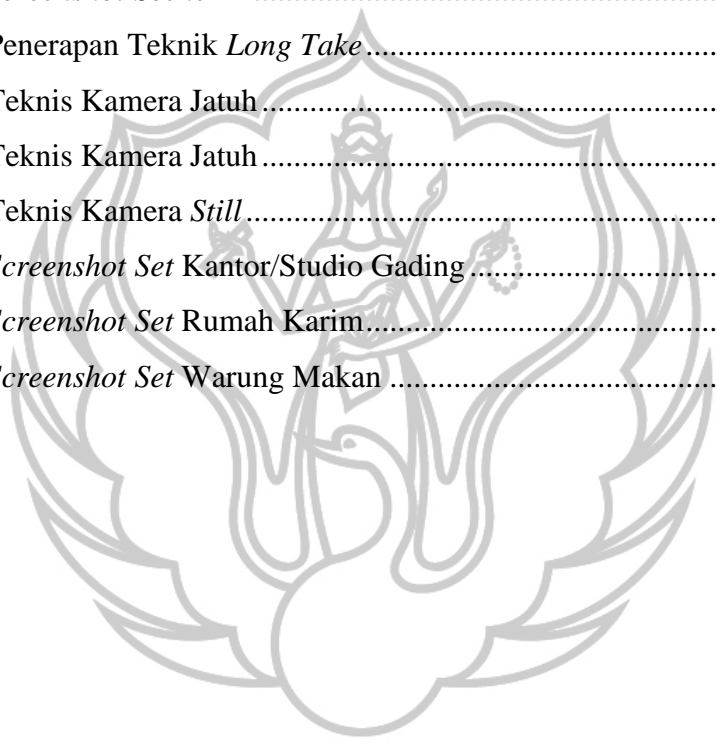 Penerapan Teknik Long Take
Teknis Kamera Jatuh
Teknis Kamera Jatuh
Teknis Kamera Still
Screenshot Set Kantor/Studio Gading
Screenshot Set Rumah Karim
Screenshot Set Warung Makan